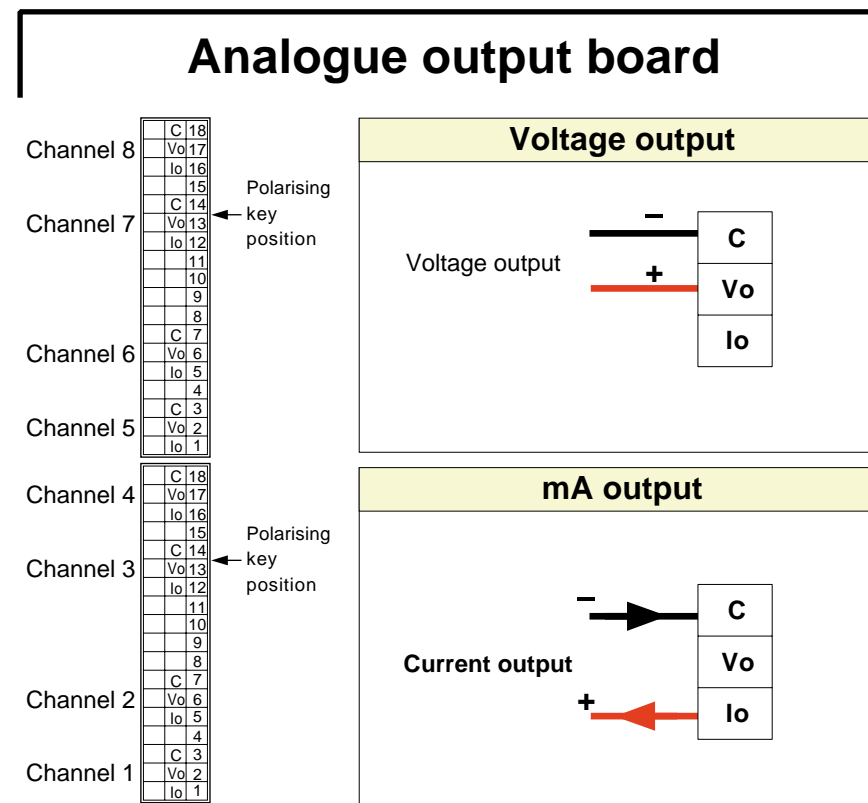 Analogue output board
C 18
Channel 8 Vo 17
Io 16
15
C 14
Channel 7 Vo 13
Io 12
11
10
9
8
C 7
Channel 6 Vo 6
Io 5
4
C 3
Channel 5 Vo 2
Io 1
Polarising
key
position
C 18
Channel 4 Vo 17
Io 16
15
C 14
Channel 3 Vo 13
Io 12
11
10
9
8
C 7
Channel 2 Vo 6
Io 5
4
C 3
Channel 1 Vo 2
Io 1
Polarising
key
position
Voltage output
Voltage output
–
+
C
Vo
Io
mA output
Current output
–
+
C
Vo
Io